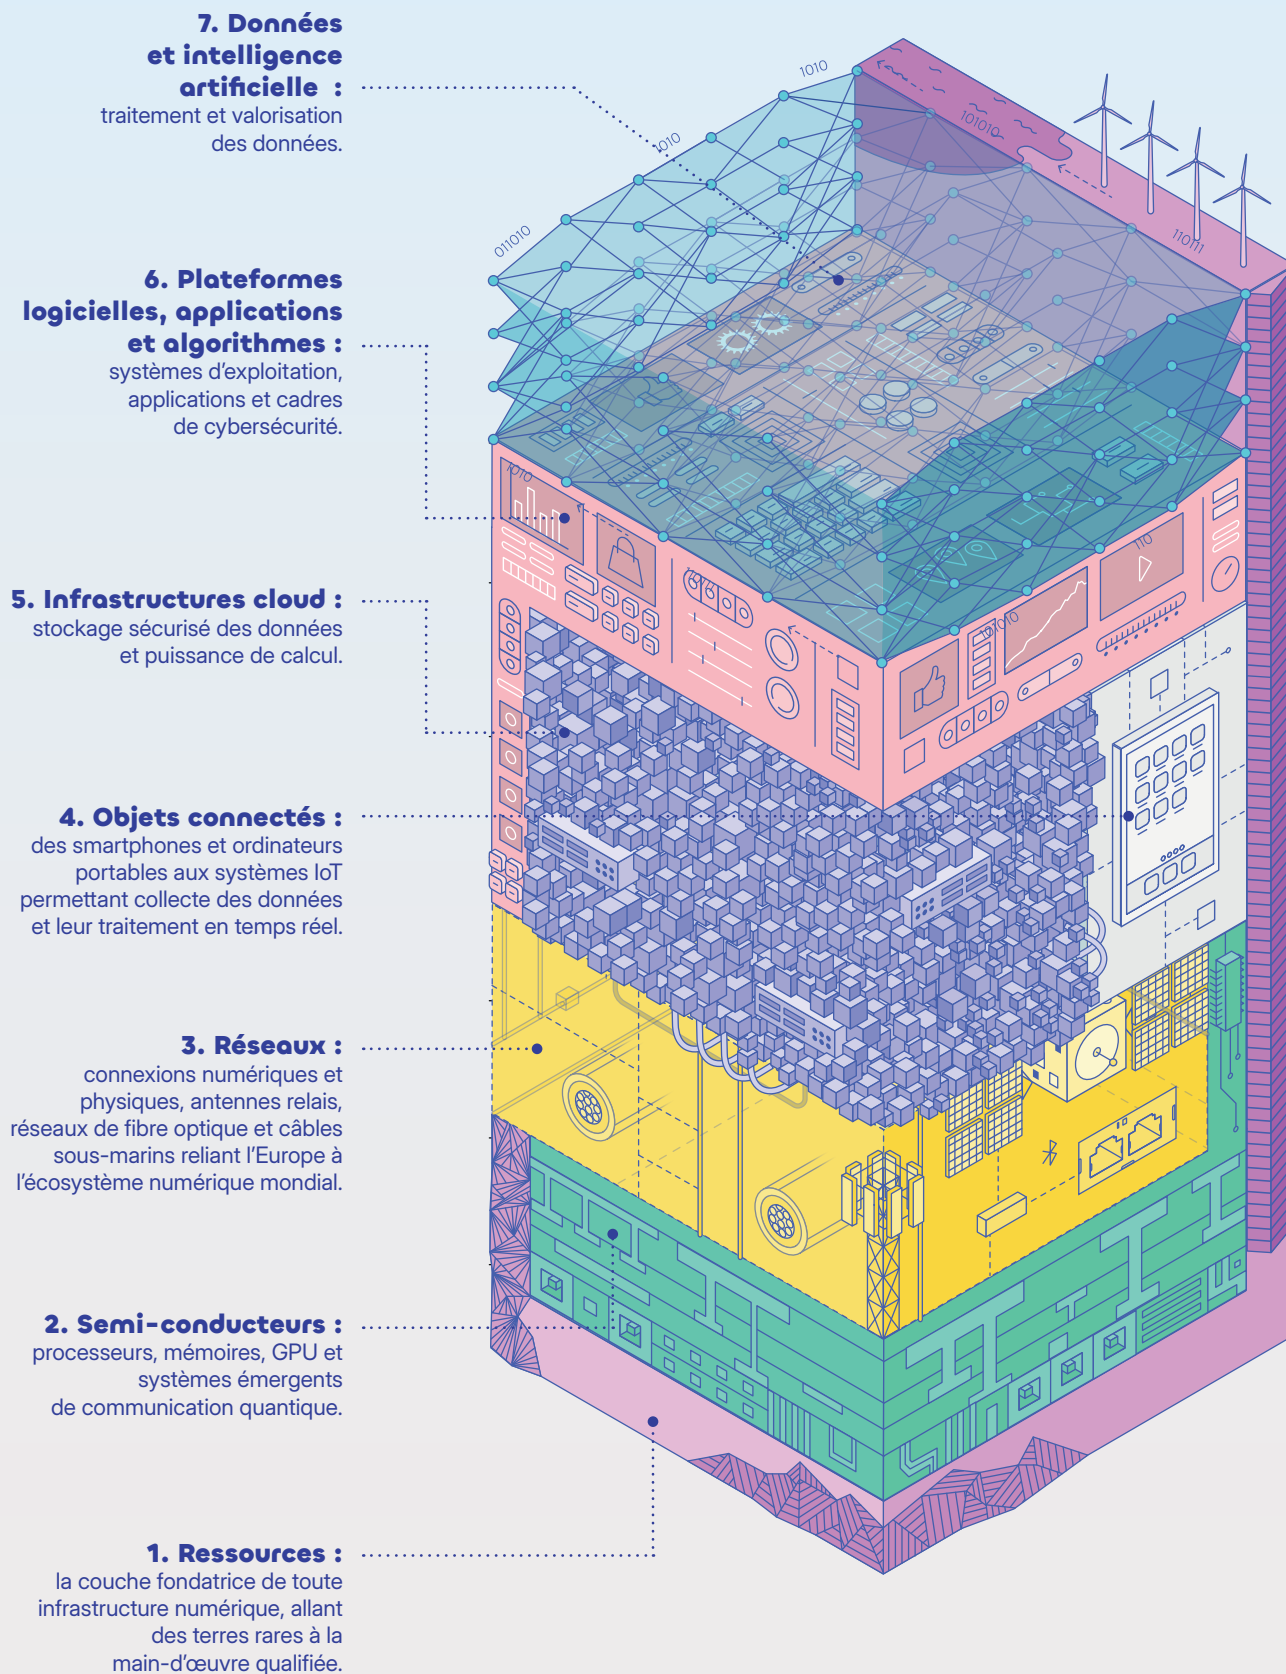 7. Données
et intelligence
artificielle :
traitement et valorisation
des données.
6. Plateformes
logicielles, applications
et algorithmes :
systèmes d’exploitation,
applications et cadres
de cybersécurité.
5. Infrastructures cloud :
stockage sécurisé des données
et puissance de calcul.
4. Objets connectés :
des smartphones et ordinateurs
portables aux systèmes IoT
permettant collecte des données
et leur traitement en temps réel.
3. Réseaux :
connexions numériques et
physiques, antennes relais,
réseaux de fibre optique et câbles
sous-marins reliant l’Europe à
l’écosystème numérique mondial.
2. Semi-conducteurs :
processeurs, mémoires, GPU et
systèmes émergents
de communication quantique.
1. Ressources :
la couche fondatrice de toute
infrastructure numérique, allant
des terres rares à la
main-d’œuvre qualifiée.
1010
1010
011010
101010
110111
1010
110
101010